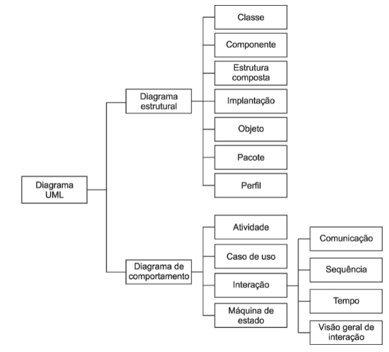 Classe
Componente
Estrutura
composta
Diagrama
estrutural
Implantação
Objeto
Pacote
Perfil
Diagrama
UML
Atividade
Caso de uso
Diagrama de
comportamento
Interação
Máquina de
estado
Comunicação
Sequência
Tempo
Visão geral de
interação